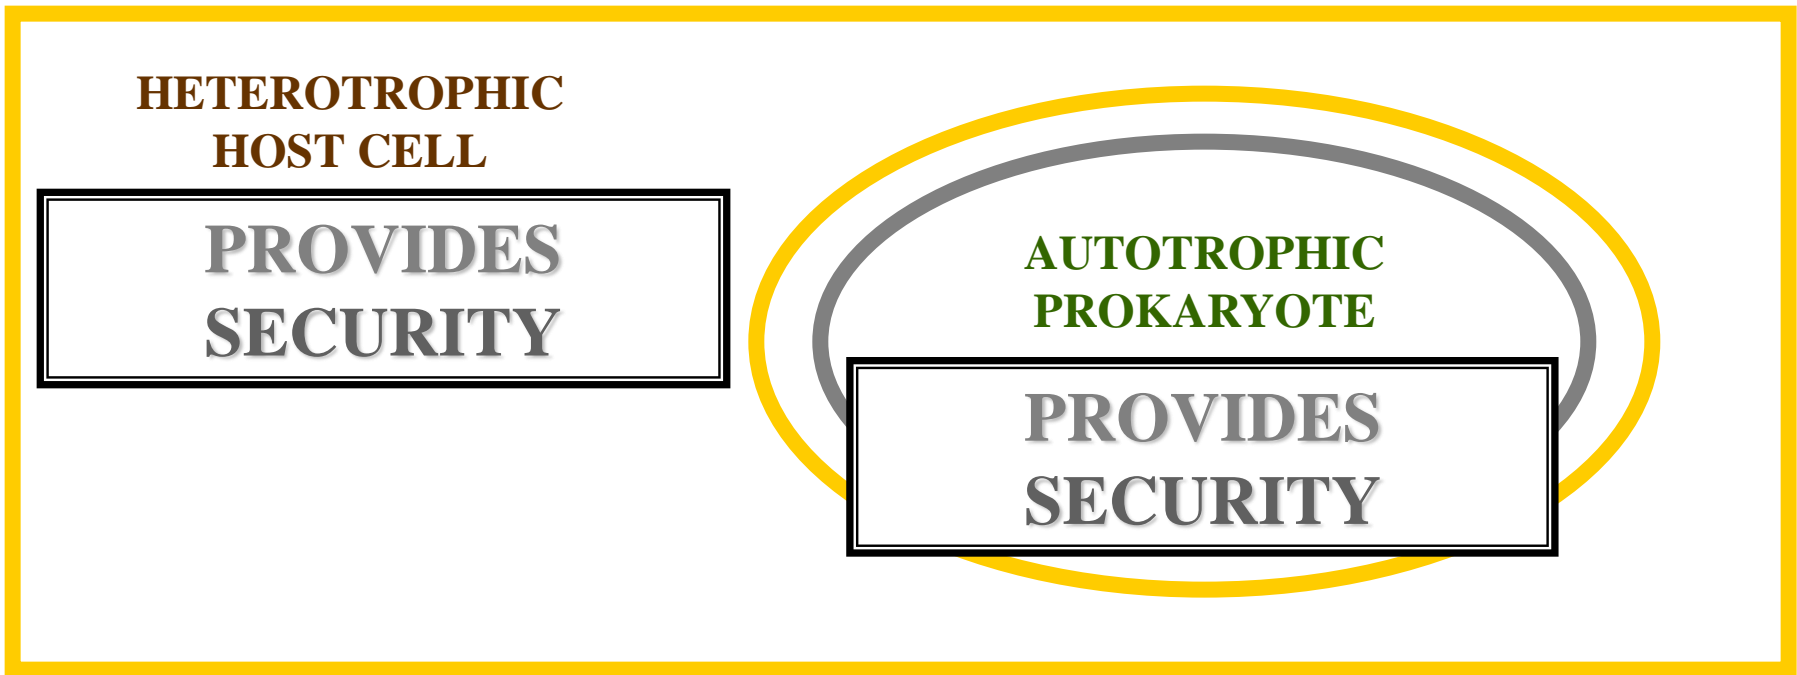 HETEROTROPHIC
HOST CELL
PROVIDES
SECURITY
AUTOTROPHIC
PROKARYOTE
PROVIDES
SECURITY